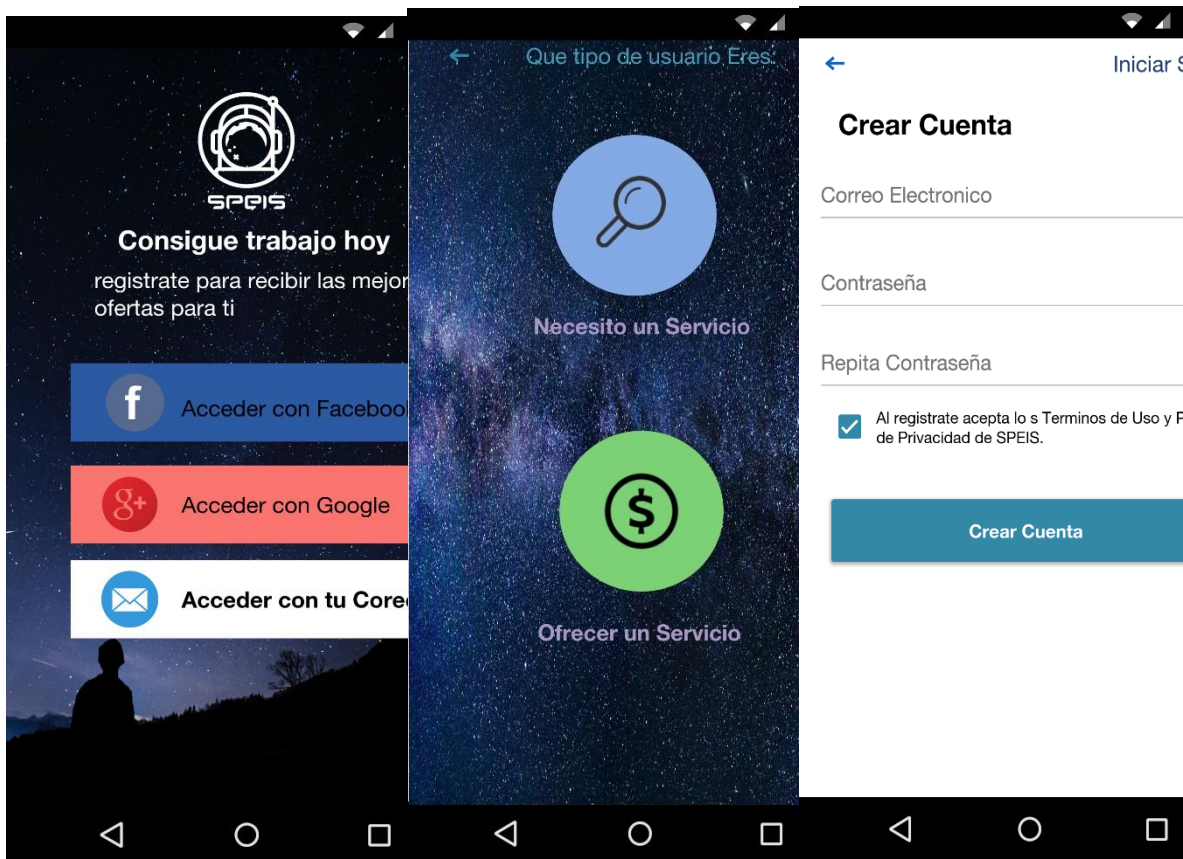 SPEIS
Consigue trabajo hoy
registrate para recibir las mejor
ofertas para ti
f Acceder con Faceboo
g+ Acceder con Google
Acceder con tu Core
Que tipo de usuario Eres:
Necesito un Servicio
$
Ofrecer un Servicio
Iniciar S
Crear Cuenta
Correo Electronico
Contraseña
Repita Contraseña
Al registrate acepta lo s Terminos de Uso y P
de Privacidad de SPEIS.
Crear Cuenta